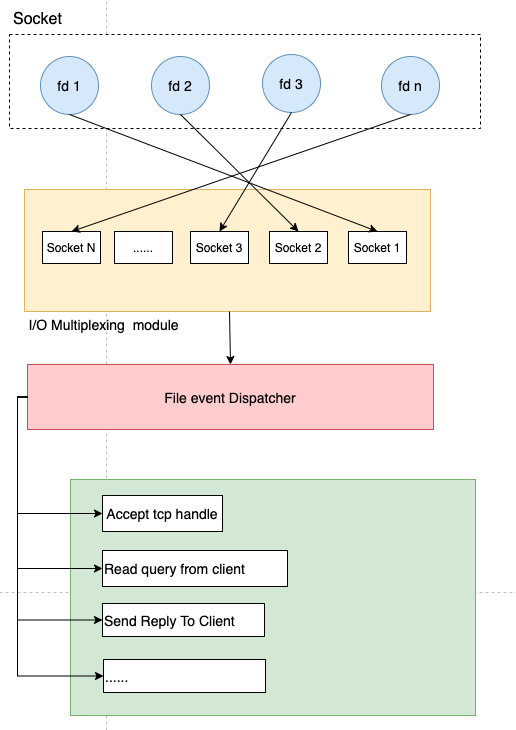 Socket
fd 1
fd 2
fd 3
fd n
Socket N
......
Socket 3
Socket 2
Socket 1
I/O Multiplexing module
File event Dispatcher
Accept tcp handle
Read query from client
Send Reply To Client
......